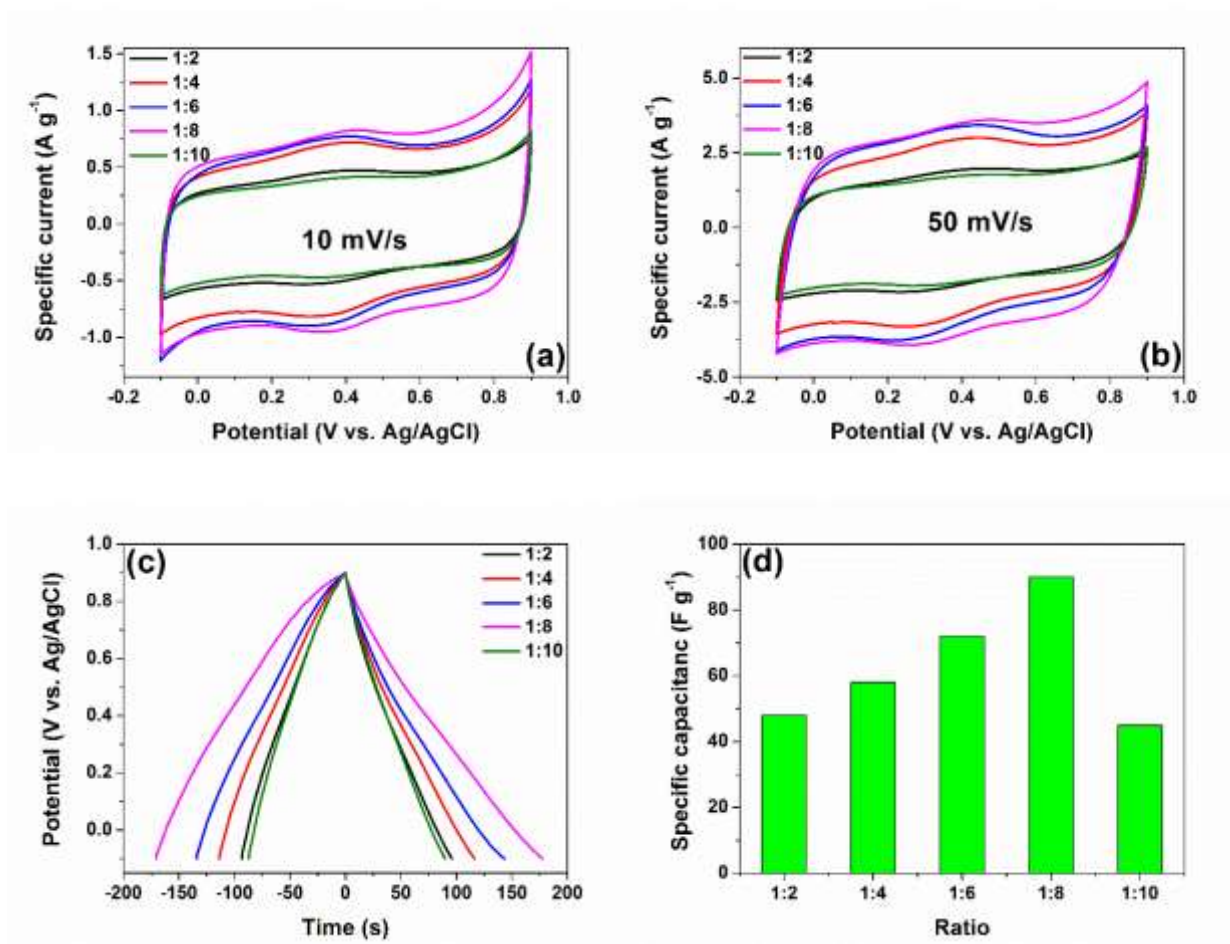 1.5
1.0
0.5
0.0
-0.5
-1.0
-0.2 0.0 0.2 0.4 0.6 0.8 1.0
Specific current (A g-1)
Potential (V vs. Ag/AgCl)
1:2
1:4
1:6
1:8
1:10
10 mV/s
(a)
5.0
2.5
0.0
-2.5
-5.0
-0.2 0.0 0.2 0.4 0.6 0.8 1.0
Specific current (A g-1)
Potential (V vs. Ag/AgCl)
1:2
1:4
1:6
1:8
1:10
50 mV/s
(b)
(c)
1.0
0.8
0.6
0.4
0.2
0.0
-200 -150 -100 -50 0 50 100 150 200
Potential (V vs. Ag/AgCl)
Time (s)
1:2
1:4
1:6
1:8
1:10
(d)
100
80
60
40
20
0
1:2 1:4 1:6 1:8 1:10
Specific capacitanc (F g-1)
Ratio